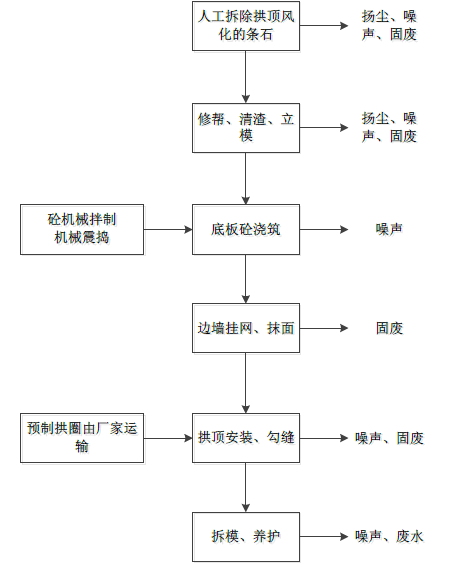 人工拆除拱顶风
化的条石
扬尘、噪
声、固废
修帮、清渣、立
模
扬尘、噪
声、固废
砼机械拌制
机械震捣
底板砼浇筑
噪声
边墙挂网、抹面
固废
预制拱圈由厂家运
输
拱顶安装、勾缝
噪声、固废
拆模、养护
噪声、废水